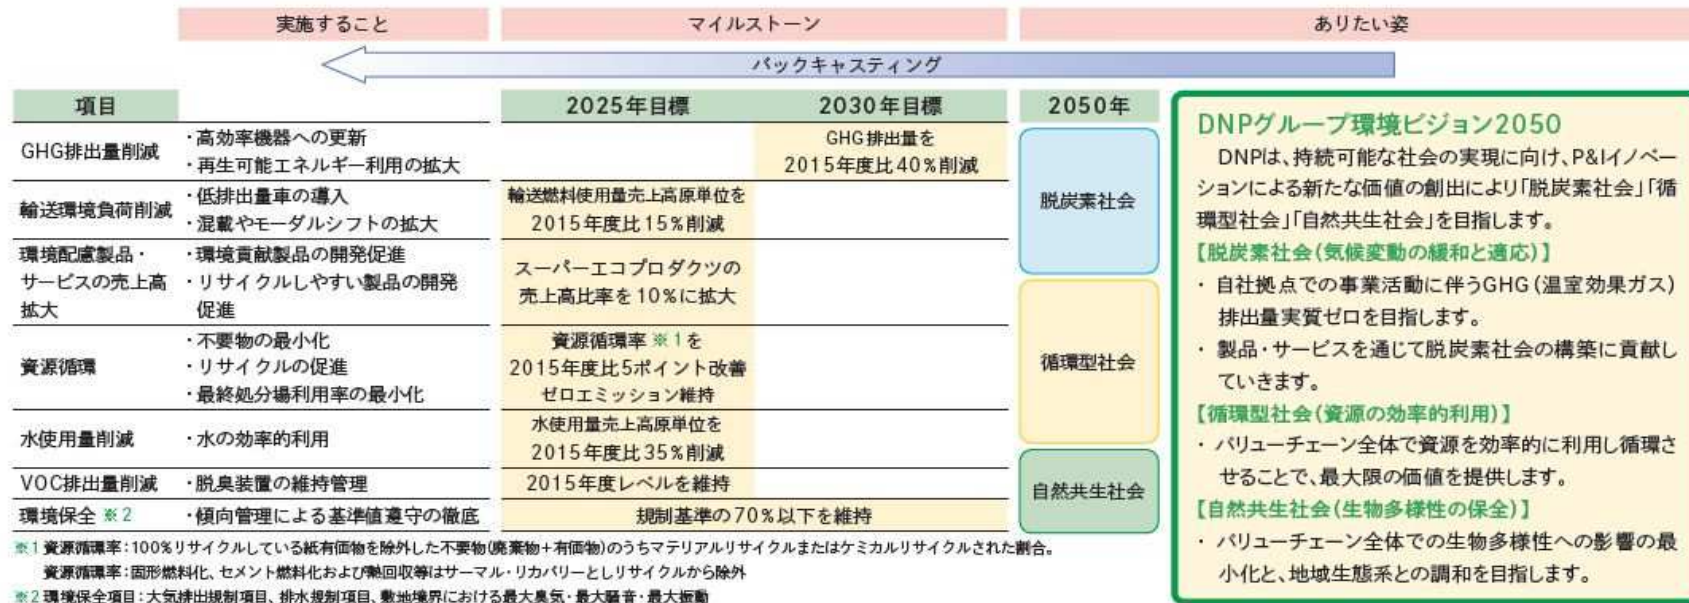 実施すること
マイルストーン
ありたい姿
バックキャスティング
項目
2025年目標
2030年目標
2050年
GHG排出量削減
・高効率機器への更新
・再生可能エネルギー利用の拡大
GHG排出量を
2015年度比40%削減
輸送環境負荷削減
・低排出量車の導入
・混載やモーダルシフトの拡大
輸送燃料使用量売上高原単位を
2015年度比15%削減
環境配慮製品・
サービスの売上高
拡大
・環境貢献製品の開発促進
・リサイクルしやすい製品の開発
促進
スーパーエコプロダクツの
売上高比率を10%に拡大
資源循環
・不要物の最小化
・リサイクルの促進
・最終処分場利用率の最小化
資源循環率 ※1を
2015年度比5ポイント改善
ゼロエミッション維持
水使用量削減
・水の効率的利用
水使用量売上高原単位を
2015年度比35%削減
VOC排出量削減
・脱臭装置の維持管理
2015年度レベルを維持
環境保全 ※2
・傾向管理による基準値遵守の徹底
規制基準の70%以下を維持
脱炭素社会
循環型社会
自然共生社会
DNPグループ環境ビジョン2050
DNPは、持続可能な社会の実現に向け、P&Iイノベー
ションによる新たな価値の創出により「脱炭素社会」「循
環型社会」「自然共生社会」を目指します。
【脱炭素社会(気候変動の緩和と適応)】
・ 自社拠点での事業活動に伴うGHG(温室効果ガス)
排出量実質ゼロを目指します。
・ 製品・サービスを通じて脱炭素社会の構築に貢献し
ていきます。
【循環型社会(資源の効率的利用)】
・ バリューチェーン全体で資源を効率的に利用し循環さ
せることで、最大限の価値を提供します。
【自然共生社会(生物多様性の保全)】
・ バリューチェーン全体での生物多様性への影響の最
小化と、地域生態系との調和を目指します。
※1 資源循環率:100%リサイクルしている紙有価物を除外した不要物(廃棄物+有価物)のうちマテリアルリサイクルまたはケミカルリサイクルされた割合。
資源循環率:固形燃料化、セメント燃料化および熱回収等はサーマル・リカバリーとしリサイクルから除外
※2 環境保全項目:大気排出規制項目、排水規制項目、敷地境界における最大臭気・最大騒音・最大振動